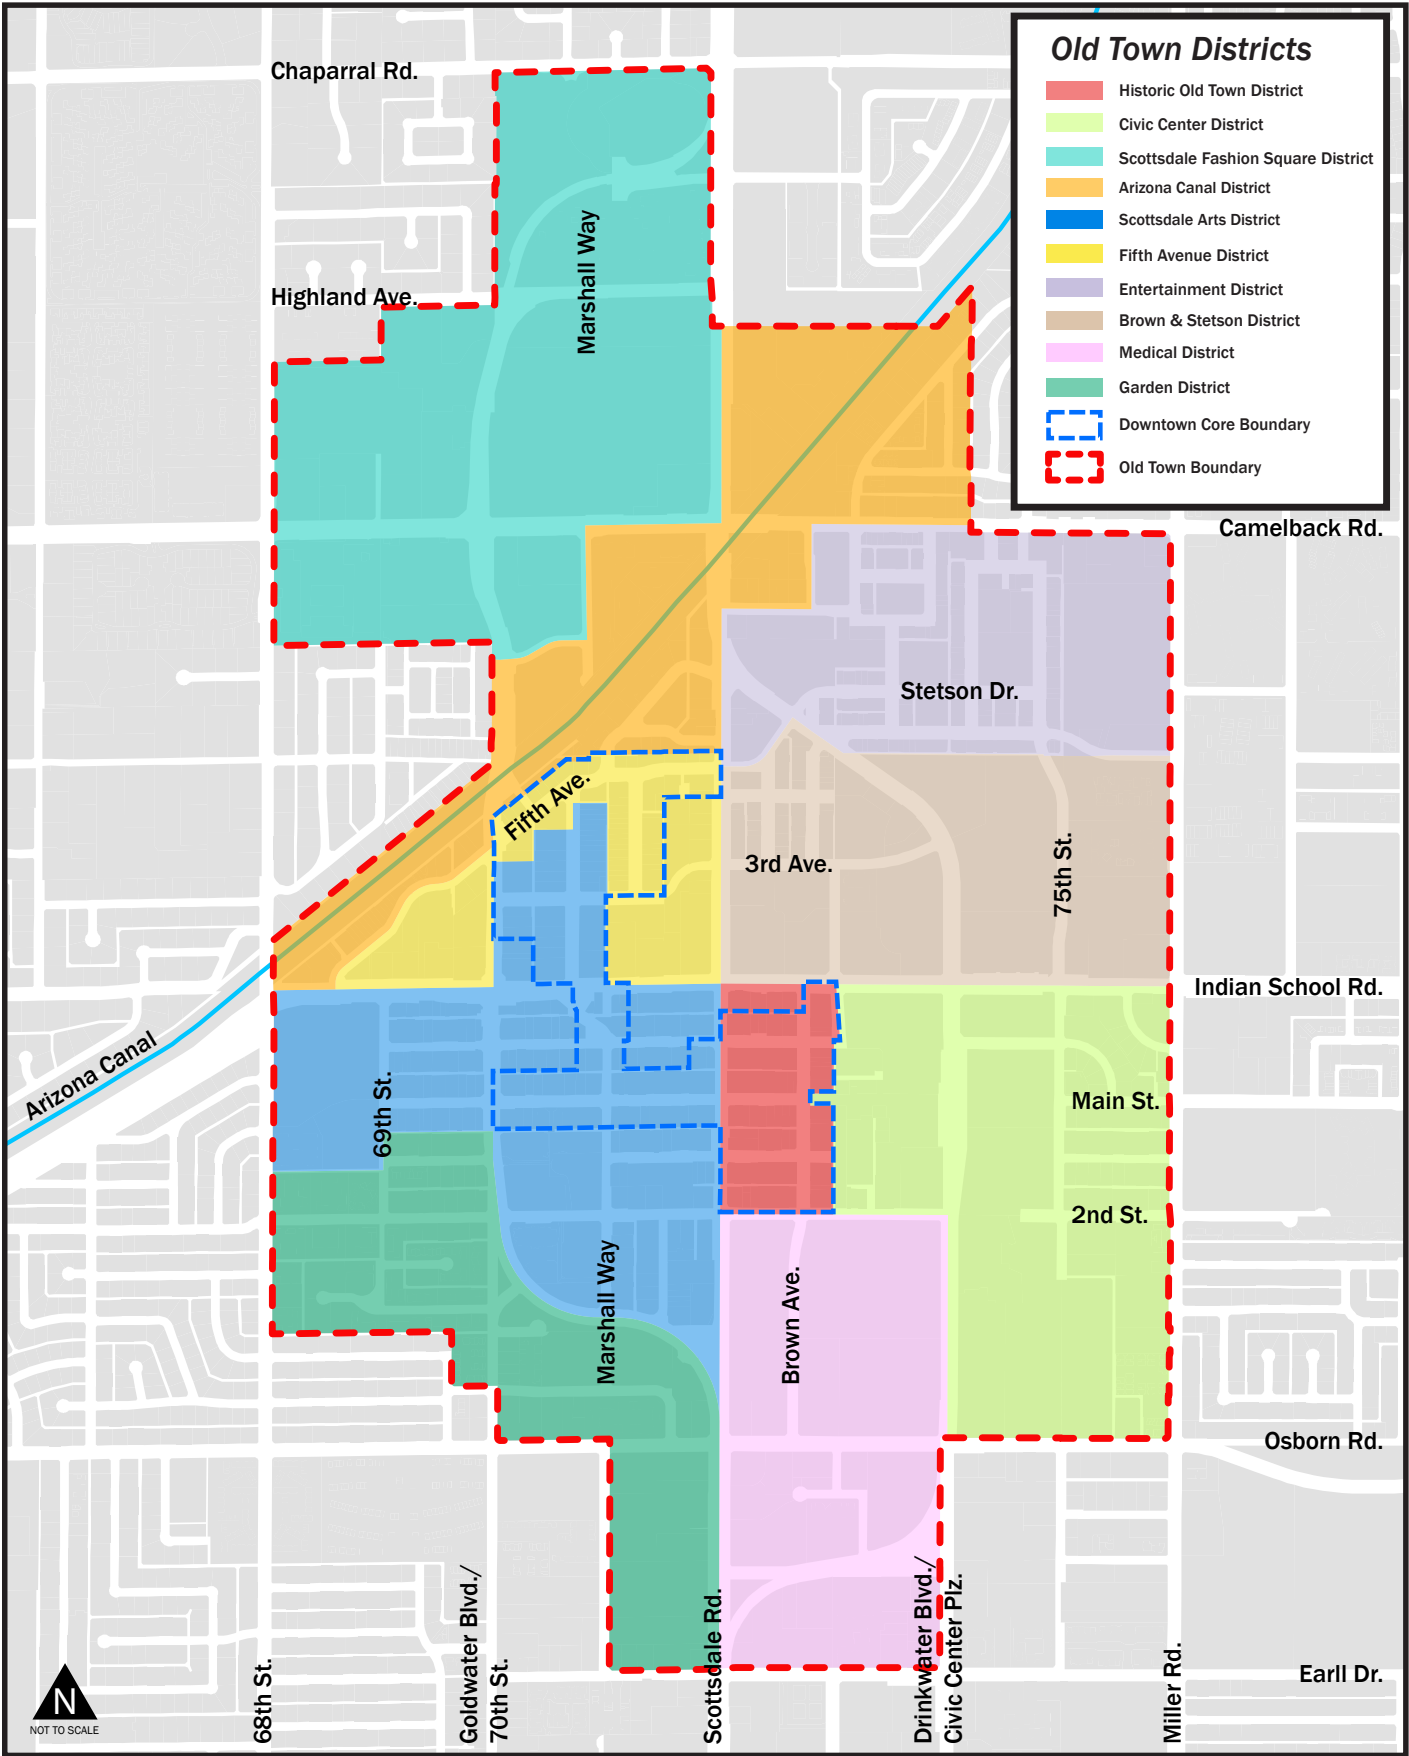 Old Town Districts
Historic Old Town District
Civic Center District
Scottsdale Fashion Square District
Arizona Canal District
Scottsdale Arts District
Fifth Avenue District
Entertainment District
Brown & Stetson District
Medical District
Garden District
Downtown Core Boundary
Old Town Boundary
Chaparral Rd.
Marshall Way
Highland Ave.
Camelback Rd.
Stetson Dr.
Fifth Ave.
3rd Ave.
75th St.
Indian School Rd.
Arizona Canal
69th St.
Main St.
2nd St.
Marshall Way
Brown Ave.
Osborn Rd.
68th St.
Goldwater Blvd./
70th St.
Scottsdale Rd.
Drinkwater Blvd./
Civic Center Plz.
Miller Rd.
Earll Dr.
N
NOT TO SCALE